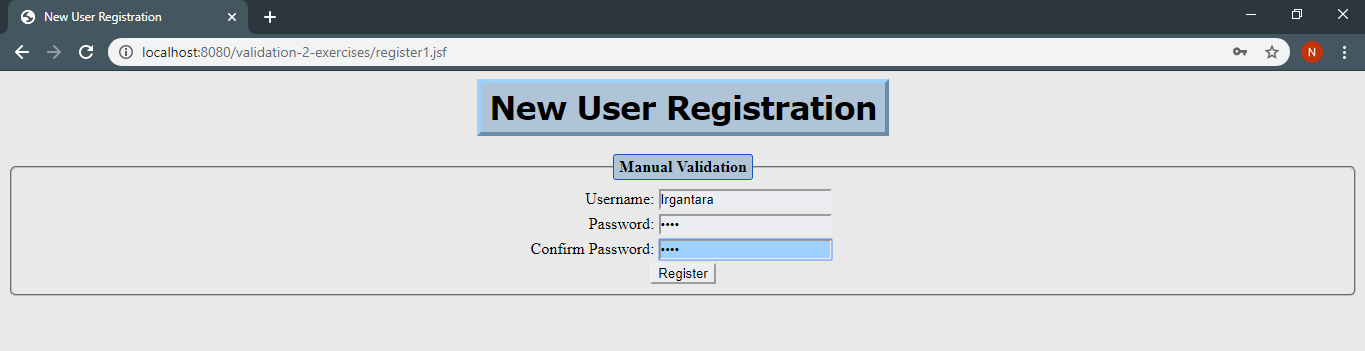 New User Registration
localhost:8080/validation-2-exercises/register1.jsf
N
New User Registration
Manual Validation
Username: Irgantara
Password: ••••
Confirm Password: ••••
Register